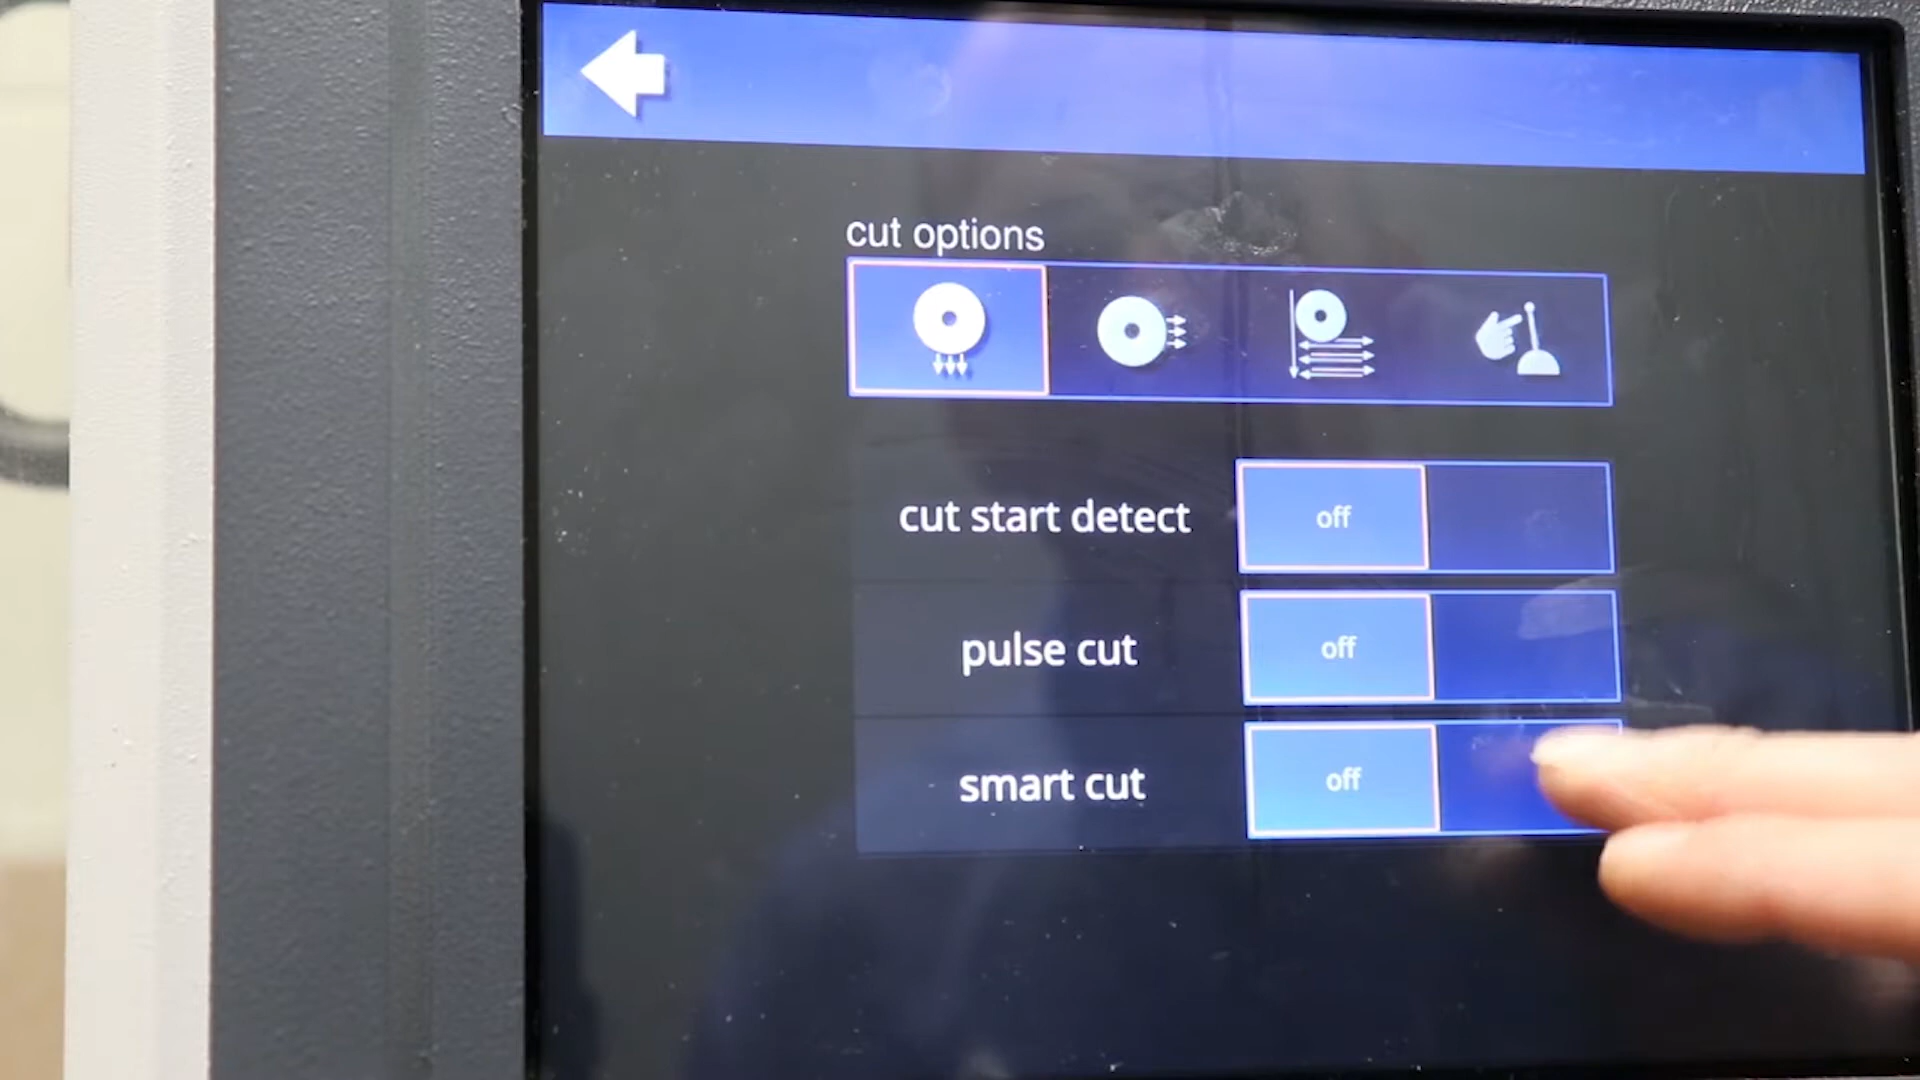 cut options
cut start detect
off
pulse cut
off
smart cut
off